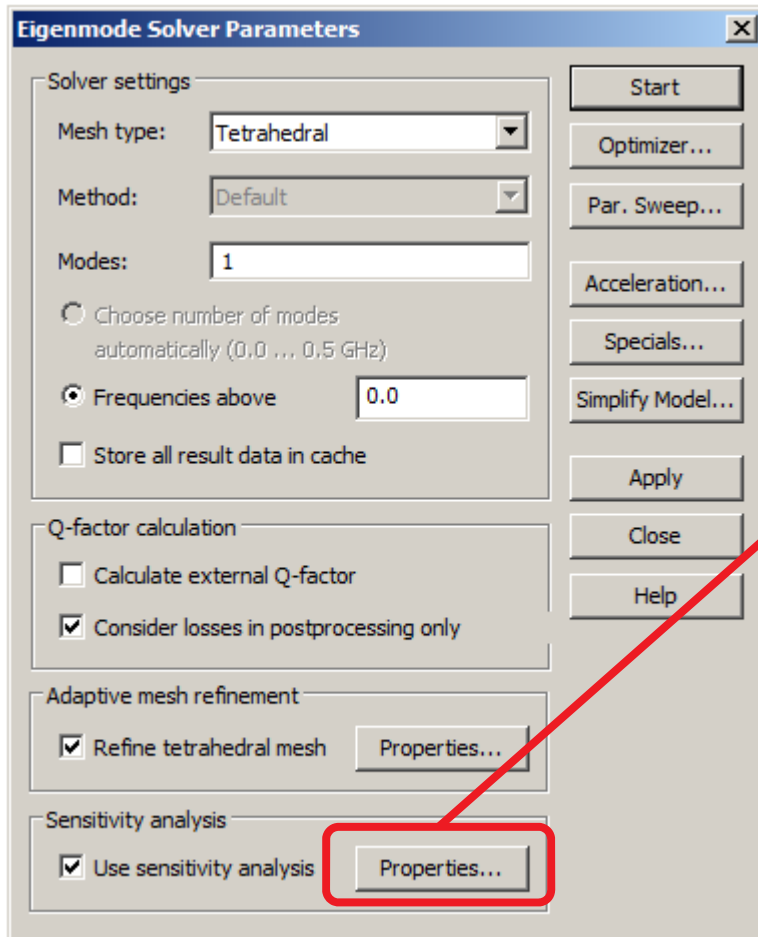 Eigenmode Solver Parameters
Solver settings
Mesh type: Tetrahedral
Method: Default
Modes: 1
Choose number of modes
automatically (0.0 ... 0.5 GHz)
Frequencies above 0.0
Store all result data in cache
Q-factor calculation
Calculate external Q-factor
Consider losses in postprocessing only
Adaptive mesh refinement
Refine tetrahedral mesh Properties...
Sensitivity analysis
Use sensitivity analysis Properties...
Start
Optimizer...
Par. Sweep...
Acceleration...
Specials...
Simplify Model...
Apply
Close
Help